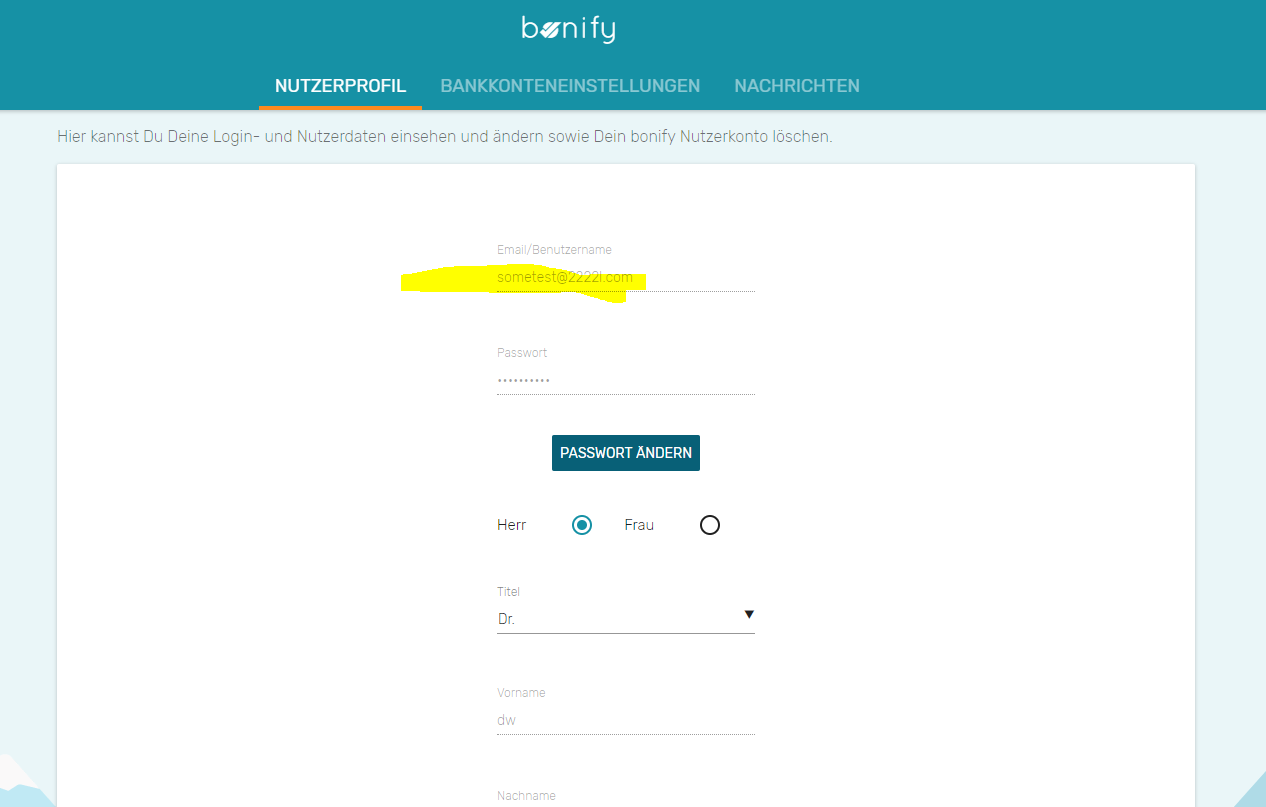 bonify
NUTZERPROFIL BANKKONTENEINSTELLUNGEN NACHRICHTEN
Hier kannst Du Deine Login- und Nutzerdaten einsehen und ändern sowie Dein bonify Nutzerkonto löschen.
Email/Benutzername
sometest@2222l.com
Passwort
••••••••••
PASSWORT ÄNDERN
Herr Frau
Titel
Dr.
Vorname
dw
Nachname